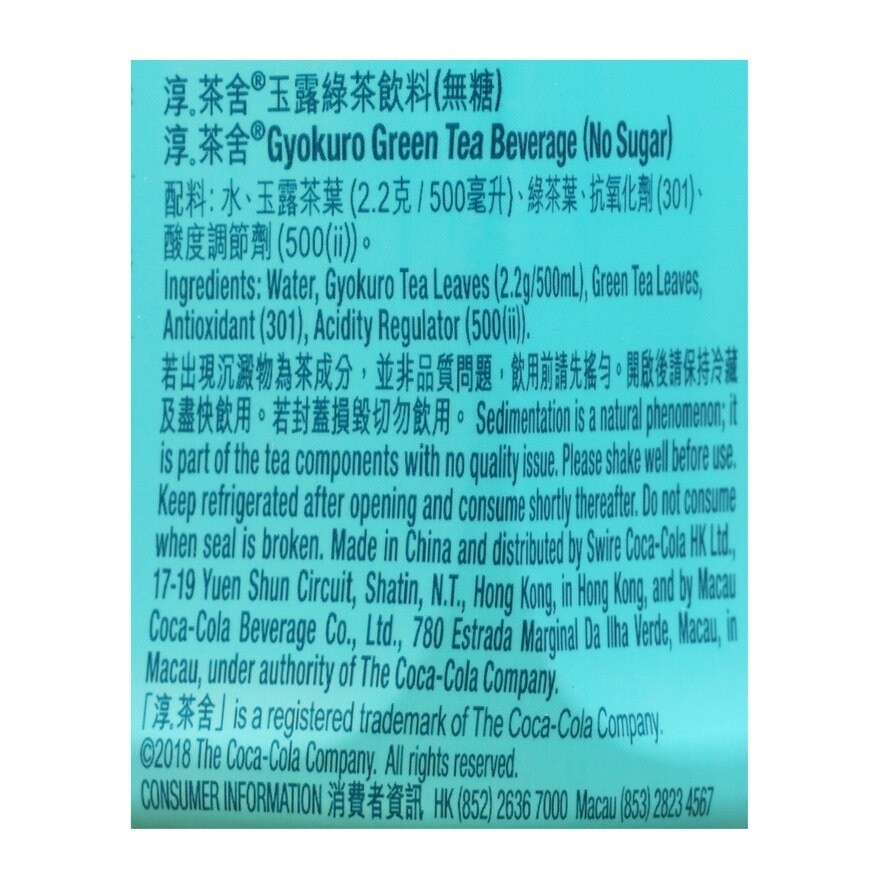 淳。茶舍®玉露綠茶飲料(無糖)
淳。茶舍®Gyokuro Green Tea Beverage (No Sugar)
配料: 水、玉露茶葉 (2.2克 / 500毫升)、綠茶葉、抗氧化劑 (301)、
酸度調節劑 (500(ii))。
Ingredients: Water, Gyokuro Tea Leaves (2.2g/500mL), Green Tea Leaves,
Antioxidant (301), Acidity Regulator (500(ii)).
若出現沉澱物為茶成分，並非品質問題，飲用前請先搖勻。開啟後請保持冷藏
及盡快飲用。若封蓋損毀切勿飲用。 Sedimentation is a natural phenomenon; it
is part of the tea components with no quality issue. Please shake well before use.
Keep refrigerated after opening and consume shortly thereafter. Do not consume
when seal is broken. Made in China and distributed by Swire Coca-Cola HK Ltd.,
17-19 Yuen Shun Circuit, Shatin, N.T., Hong Kong, in Hong Kong, and by Macau
Coca-Cola Beverage Co., Ltd., 780 Estrada Marginal Da Ilha Verde, Macau, in
Macau, under authority of The Coca-Cola Company.
「淳。茶舍」is a registered trademark of The Coca-Cola Company.
©2018 The Coca-Cola Company. All rights reserved.
CONSUMER INFORMATION 消費者資訊 HK (852) 2636 7000 Macau (853) 2823 4567